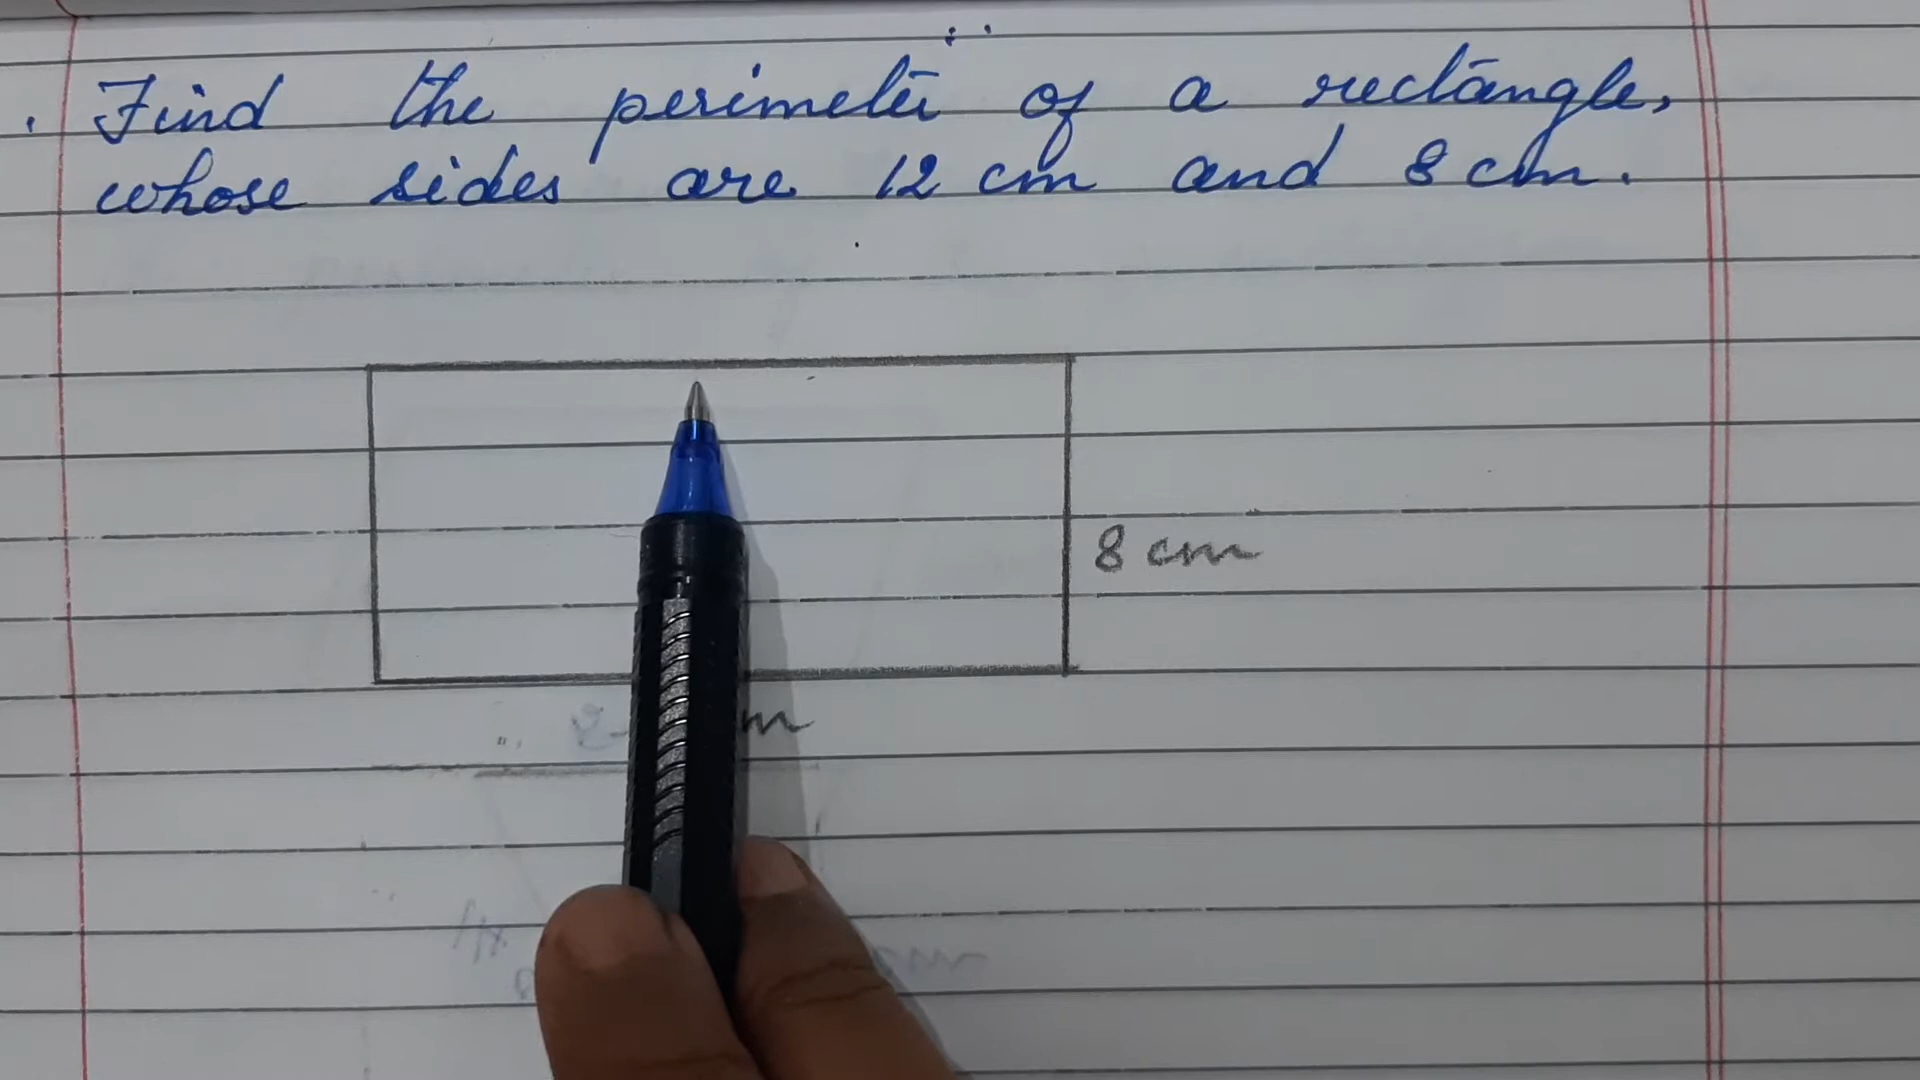 Find the perimeter of a rectangle,
whose sides are 12 cm and 8 cm.
8 cm